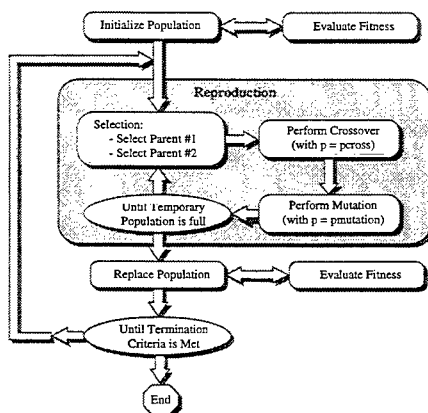 Initialize Population
Evaluate Fitness
Reproduction
Selection:
- Select Parent #1
- Select Parent #2
Perform Crossover
(with p = pcross)
Until Temporary
Population is full
Perform Mutation
(with p = pmutation)
Replace Population
Evaluate Fitness
Until Termination
Criteria is Met
End